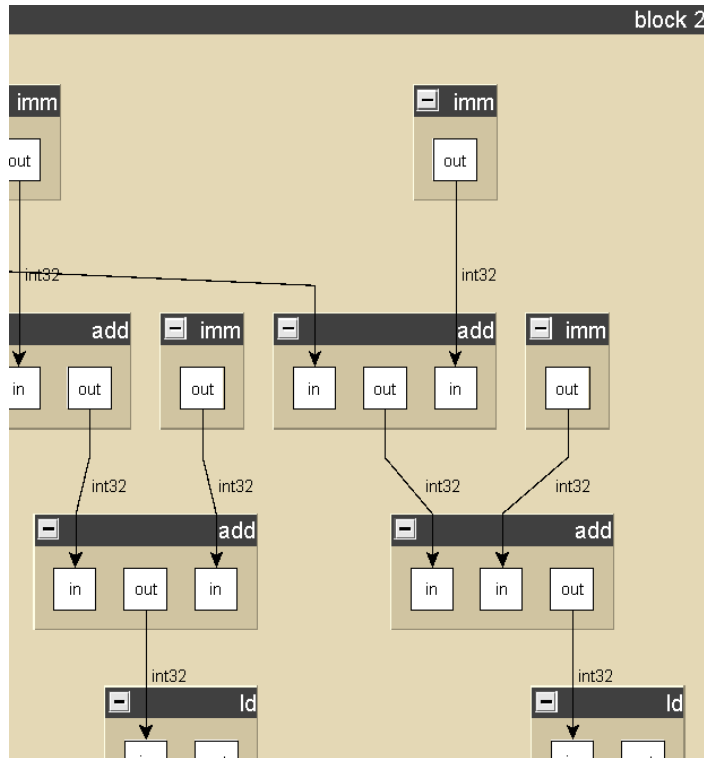 block 2
imm
imm
out
out
int32
int32
add
imm
add
imm
in
out
out
in
out
in
out
int32
int32
int32
int32
add
add
in
out
in
in
in
out
int32
int32
ld
ld